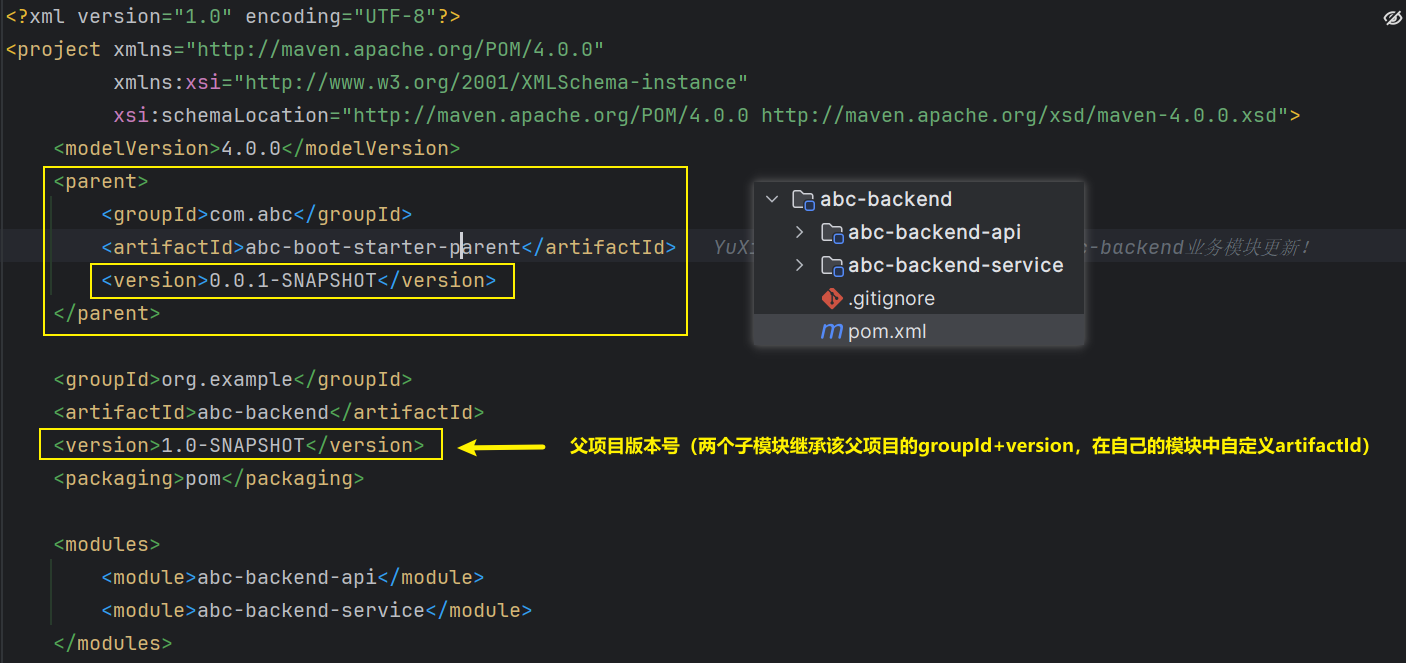 <?xml version="1.0" encoding="UTF-8"?>
<project xmlns="http://maven.apache.org/POM/4.0.0"
xmlns:xsi="http://www.w3.org/2001/XMLSchema-instance"
xsi:schemaLocation="http://maven.apache.org/POM/4.0.0 http://maven.apache.org/xsd/maven-4.0.0.xsd">
<modelVersion>4.0.0</modelVersion>
<parent>
<groupId>com.abc</groupId>
<artifactId>abc-boot-starter-parent</artifactId>
-backend业务模块更新!
<version>0.0.1-SNAPSHOT</version>
</parent>
abc-backend
abc-backend-api
abc-backend-service
.gitignore
pom.xml
<groupId>org.example</groupId>
<artifactId>abc-backend</artifactId>
<version>1.0-SNAPSHOT</version>
父项目版本号（两个子模块继承该父项目的groupId+version，在自己的模块中自定义artifactId）
<packaging>pom</packaging>
<modules>
<module>abc-backend-api</module>
<module>abc-backend-service</module>
</modules>